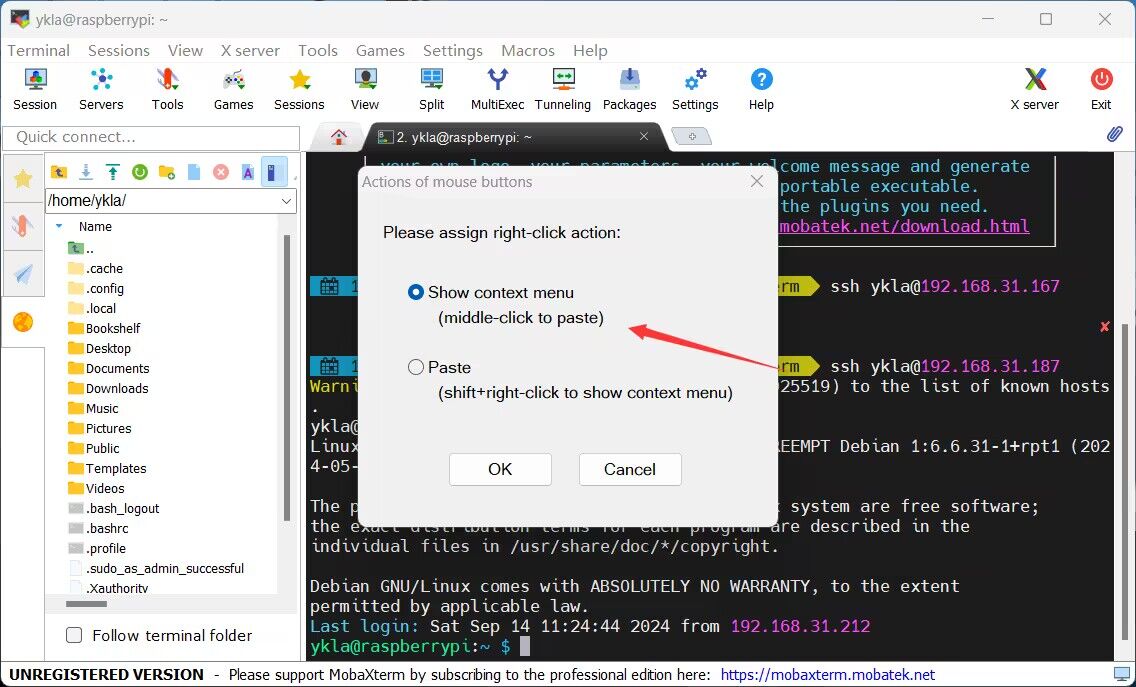 ykla@raspberrypi: ~
Terminal Sessions View X server Tools Games Settings Macros Help
Session Servers Tools Games Sessions View Split MultiExec Tunneling Packages Settings Help X server Exit
Quick connect...
2. ykla@raspberrypi: ~
/home/ykla/
Name
..
.cache
.config
.local
Bookshelf
Desktop
Documents
Downloads
Music
Pictures
Public
Templates
Videos
.bash_logout
.bashrc
.profile
.sudo_as_admin_successful
.Xauthority
Follow terminal folder
your own logo, your parameters, your welcome message and generate
portable executable.
the plugins you need.
mobatek.net/download.html
ssh ykla@192.168.31.167
ssh ykla@192.168.31.187
Warni 25519) to the list of known hosts
.
ykla@
Linux REEMPT Debian 1:6.6.31-1+rpt1 (202
4-05-
The p system are free software;
the exact distribution terms for each program are described in the
individual files in /usr/share/doc/*/copyright.
Debian GNU/Linux comes with ABSOLUTELY NO WARRANTY, to the extent
permitted by applicable law.
Last login: Sat Sep 14 11:24:44 2024 from 192.168.31.212
ykla@raspberrypi:~ $
Actions of mouse buttons
Please assign right-click action:
Show context menu
(middle-click to paste)
Paste
(shift+right-click to show context menu)
OK Cancel
UNREGISTERED VERSION - Please support MobaXterm by subscribing to the professional edition here: https://mobaxterm.mobatek.net